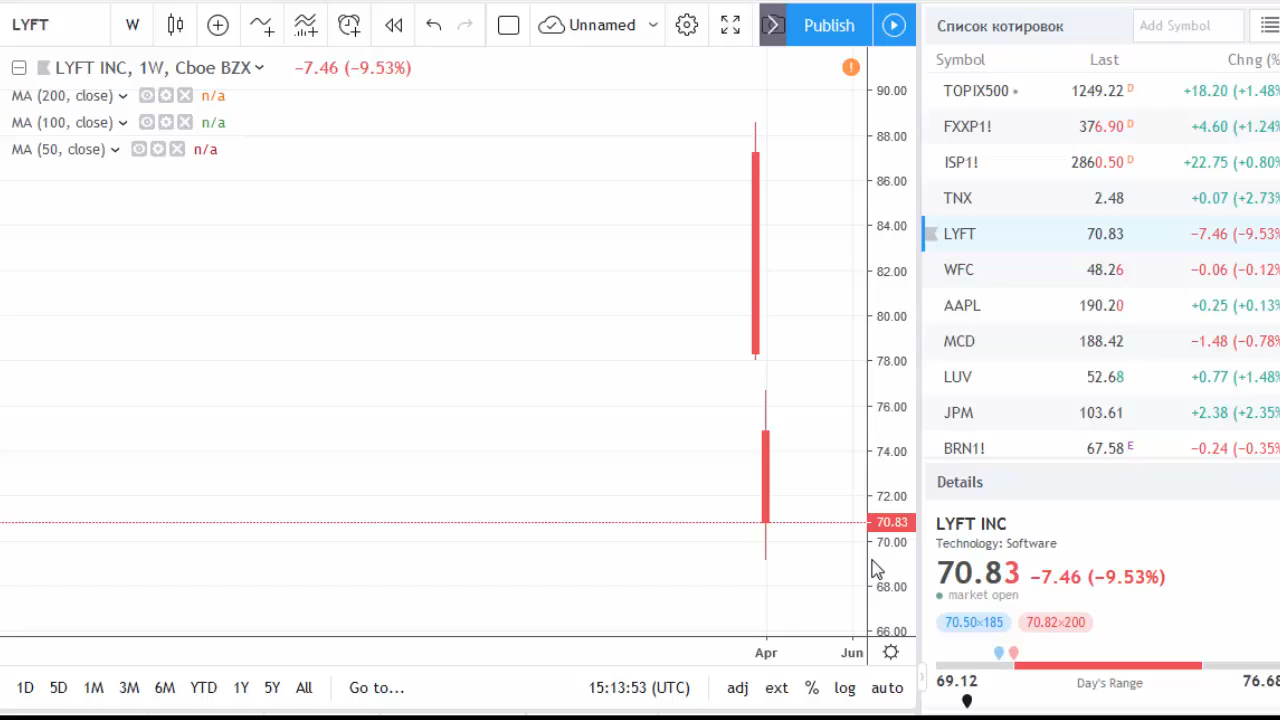 LYFT W Unnamed Publish
LYFT INC, 1W, Cboe BZX −7.46 (−9.53%)
MA (200, close) n/a
MA (100, close) n/a
MA (50, close) n/a
90.00
88.00
86.00
84.00
82.00
80.00
78.00
76.00
74.00
72.00
70.83
70.00
68.00
66.00
Apr Jun
1D 5D 1M 3M 6M YTD 1Y 5Y All Go to... 15:13:53 (UTC) adj ext % log auto
Список котировок Add Symbol
Symbol Last Chng (%
TOPIX500 1249.22 D +18.20 (+1.48%
FXXP1! 376.90 D +4.60 (+1.24%
ISP1! 2860.50 D +22.75 (+0.80%
TNX 2.48 +0.07 (+2.73%
LYFT 70.83 −7.46 (−9.53%
WFC 48.26 −0.06 (−0.12%
AAPL 190.20 +0.25 (+0.13%
MCD 188.42 −1.48 (−0.78%
LUV 52.68 +0.77 (+1.48%
JPM 103.61 +2.38 (+2.35%
BRN1! 67.58 E −0.24 (−0.35%
Details
LYFT INC
Technology: Software
70.83 −7.46 (−9.53%)
market open
70.50×185 70.82×200
69.12 Day's Range 76.68